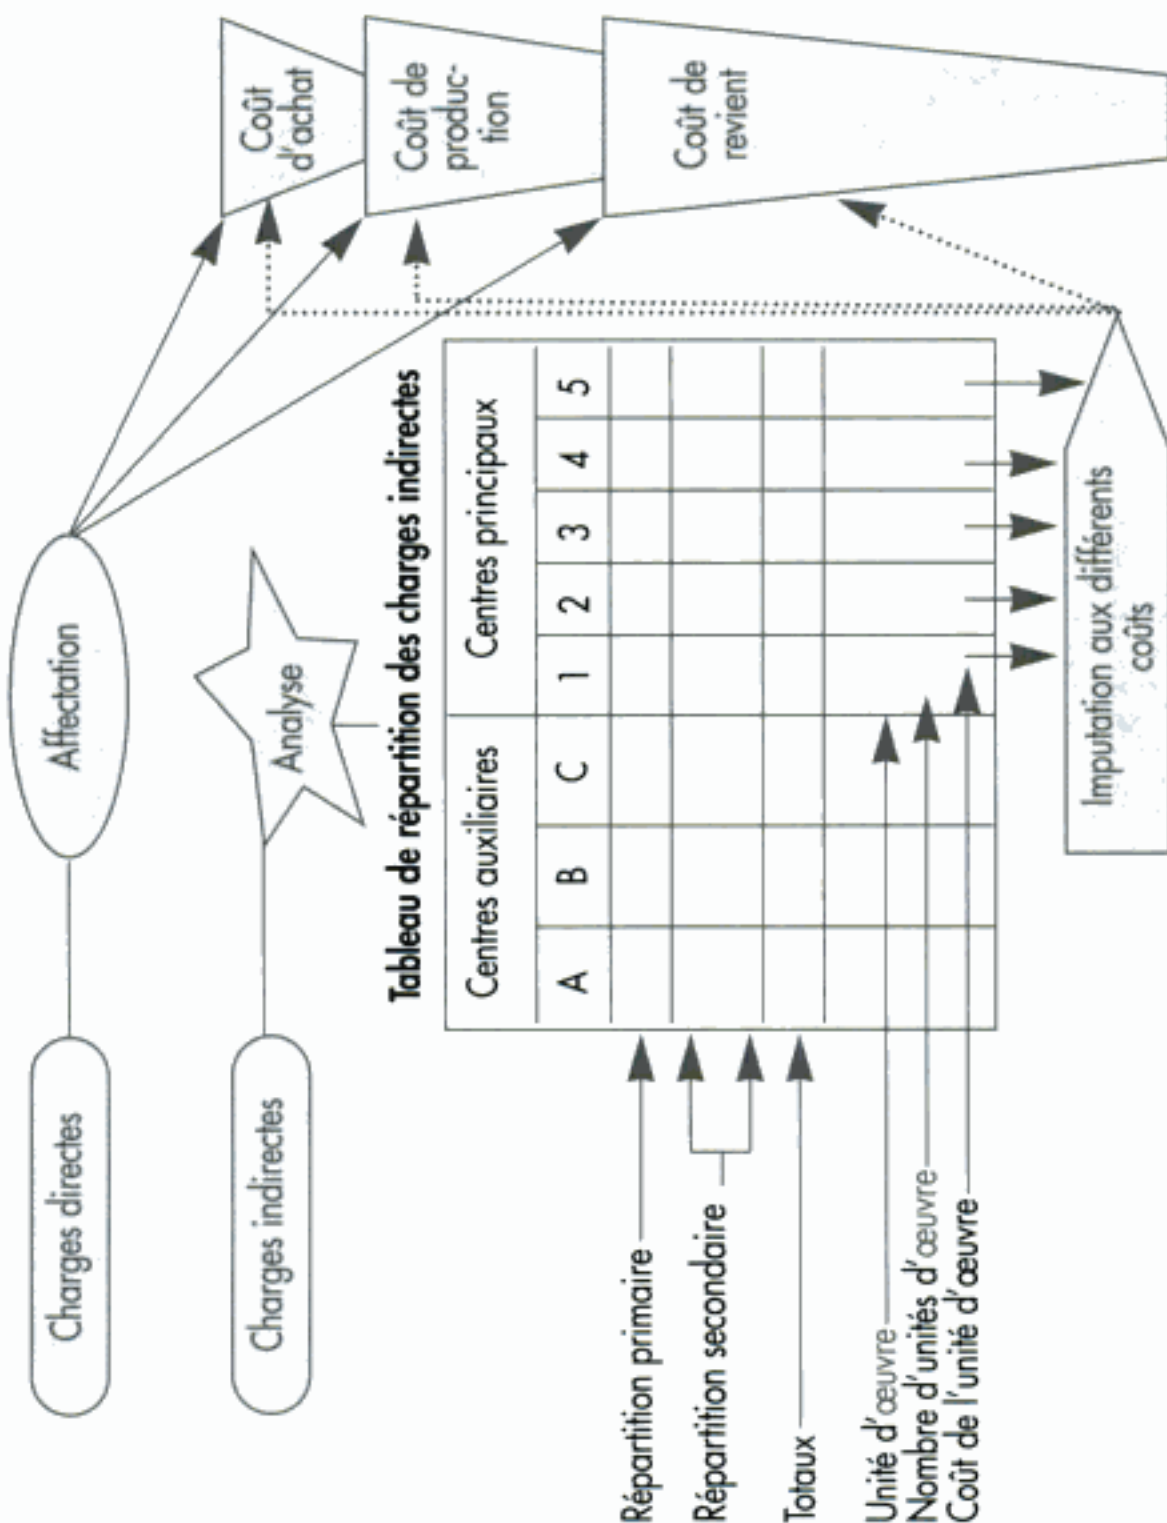 Charges directes
Affectation
Charges indirectes
Analyse
Coût
d'achat
Coût de
produc-
tion
Coût de
revient
Tableau de répartition des charges indirectes
Centres auxiliaires
Centres principaux
A B C 1 2 3 4 5
Répartition primaire
Répartition secondaire
Totaux
Unité d'œuvre
Nombre d'unités d'œuvre
Coût de l'unité d'œuvre
Imputation aux différents
coûts